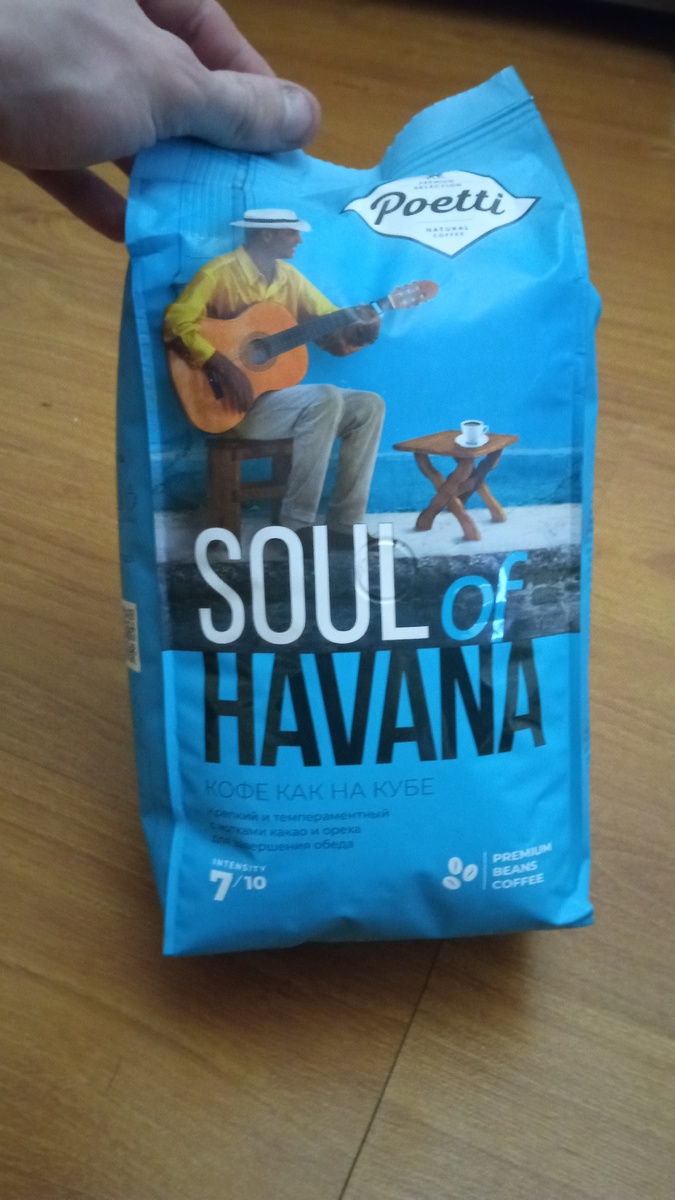 PREMIUM
SELECTION
Poetti
NATURAL
COFFEE
SOUL of
HAVANA
КОФЕ КАК НА КУБЕ
Крепкий и темпераментный
нотками какао и ореха
для завершения обеда
INTENSITY
7/10
PREMIUM
BEANS
COFFEE